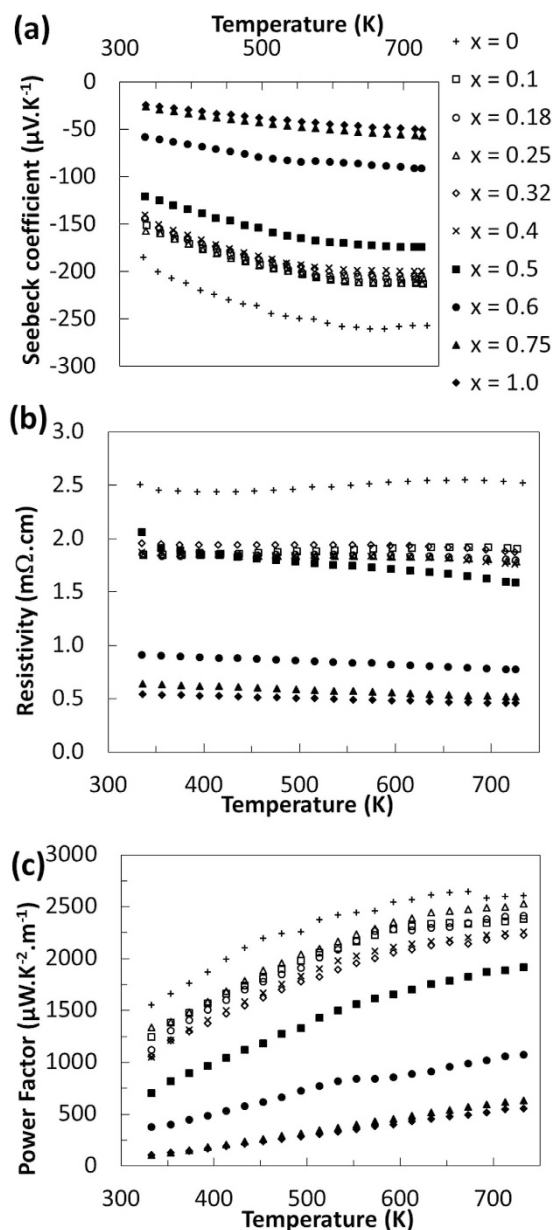 (a)
Temperature (K)
300 500 700
0
-50
-100
-150
-200
-250
-300
Seebeck coefficient (µV.K⁻¹)
x = 0
x = 0.1
x = 0.18
x = 0.25
x = 0.32
x = 0.4
x = 0.5
x = 0.6
x = 0.75
x = 1.0
(b)
3.0
2.5
2.0
1.5
1.0
0.5
0.0
Resistivity (mΩ.cm)
300 400 500 600 700
Temperature (K)
(c)
3000
2500
2000
1500
1000
500
0
Power Factor (µW.K⁻².m⁻¹)
300 400 500 600 700
Temperature (K)